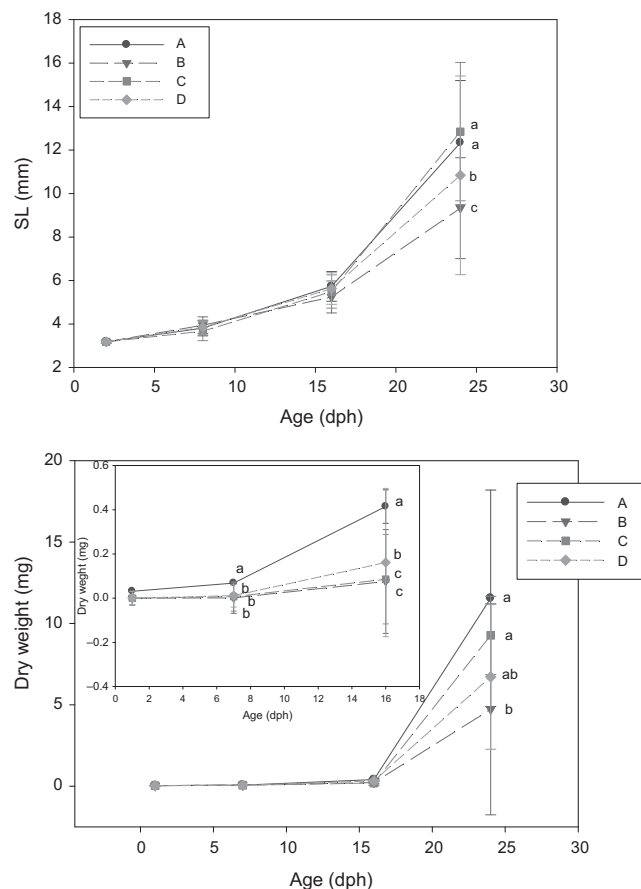 18
16
14
12
10
8
6
4
2
SL (mm)
A
B
C
D
a
a
b
c
0 5 10 15 20 25 30
Age (dph)
20
15
10
5
0
Dry weight (mg)
0.6
0.4
0.2
0.0
–0.2
–0.4
Dry weight (mg)
a
b
b
b
a
b
c
c
0 2 4 6 8 10 12 14 16 18
Age (dph)
A
B
C
D
a
a
ab
b
0 5 10 15 20 25 30
Age (dph)